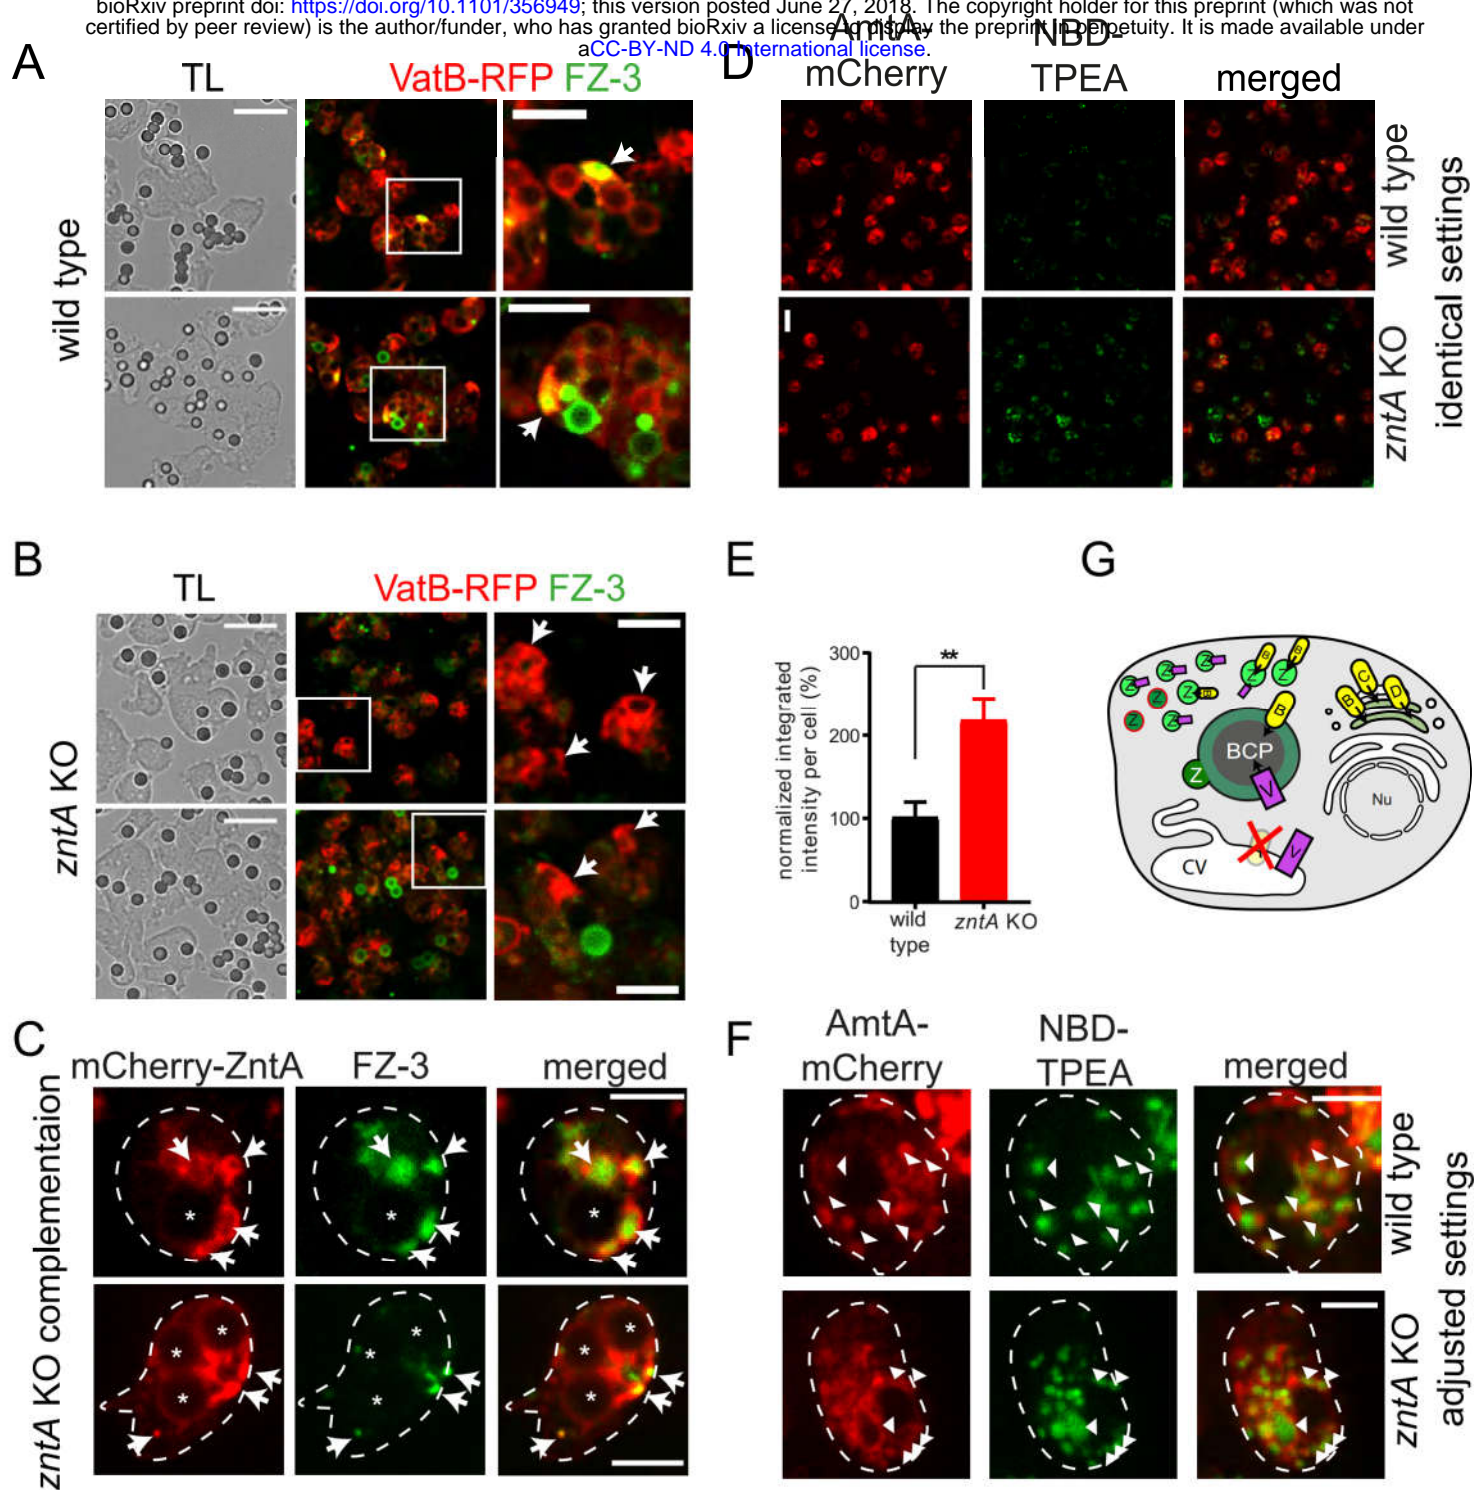 bioRxiv preprint doi: https://doi.org/10.1101/356949; this version posted June 27, 2018. The copyright holder for this preprint (which was not
certified by peer review) is the author/funder, who has granted bioRxiv a license to display the preprint in perpetuity. It is made available under
aCC-BY-ND 4.0 International license.
A
TL
VatB-RFP FZ-3
wild type
D
AmtA-
mCherry
NBD-
TPEA
merged
wild type
zntA KO
identical settings
B
TL
VatB-RFP FZ-3
zntA KO
E
normalized integrated
intensity per cell (%)
300
200
100
0
**
wild
type
zntA KO
G
Z
Z
Z
Z
Z
Z
Z
Z
Z
B
B
B
B
B
C
D
BCP
Z
V
Nu
CV
V
C
mCherry-ZntA
FZ-3
merged
zntA KO complementaion
*
*
*
*
*
*
*
*
*
*
*
*
F
AmtA-
mCherry
NBD-
TPEA
merged
wild type
zntA KO
adjusted settings